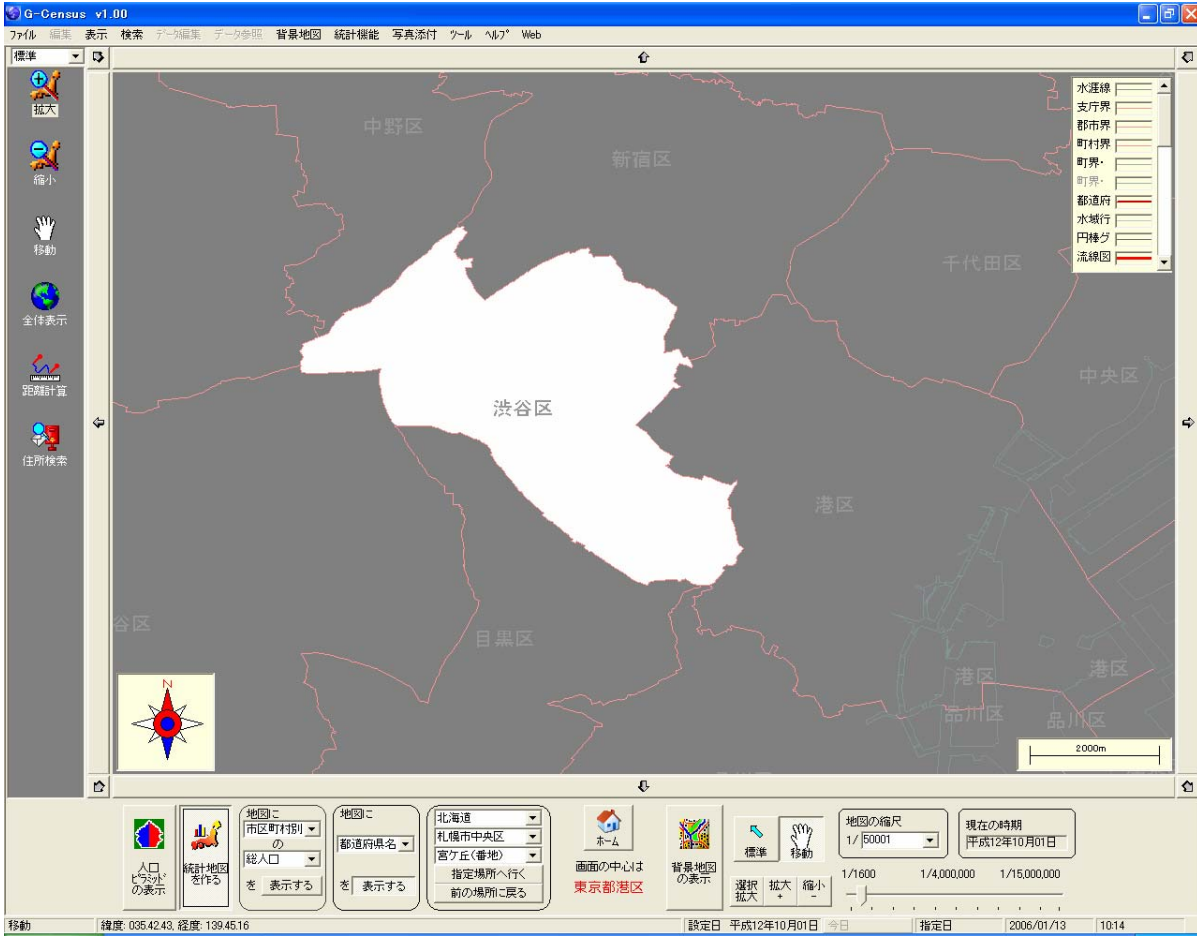 G-Census v1.00
ファイル 編集 表示 検索 データ編集 データ参照 背景地図 統計機能 写真添付 ツール ヘルプ Web
標準
拡大
縮小
移動
全体表示
距離計算
住所検索
中野区
新宿区
千代田区
中央区
渋谷区
港区
谷区
目黒区
港区
港区
品川区
品川区
水涯線
支庁界
郡市界
町村界
町界・
町界・
都道府
水域行
円棒グ
流線図
N
2000m
人口
ピラミッド
の表示
統計地図
を作る
地図に
市区町村別
の
総人口
を 表示する
地図に
都道府県名
を 表示する
北海道
札幌市中央区
宮ケ丘(番地)
指定場所へ行く
前の場所に戻る
ホーム
画面の中心は
東京都港区
背景地図
の表示
標準
移動
選択
拡大
拡大
+
縮小
-
地図の縮尺
1/ 50001
現在の時期
平成12年10月01日
1/1600 1/4,000,000 1/15,000,000
移動 緯度: 035.42.43, 経度: 139.45.16 設定日 平成12年10月01日 今日 指定日 2006/01/13 10:14